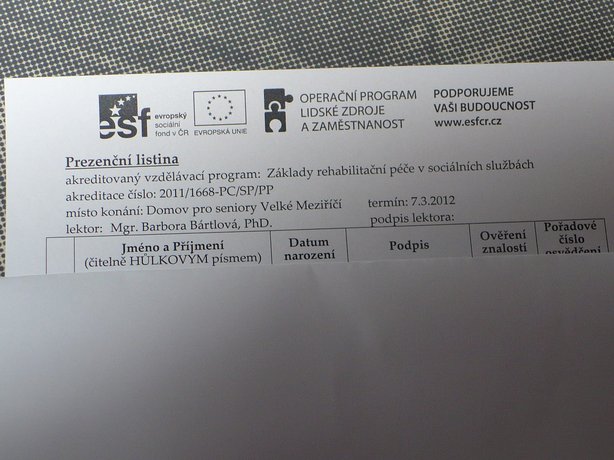 esf
evropský
sociální
fond v ČR
EVROPSKÁ UNIE
OPERAČNÍ PROGRAM
LIDSKÉ ZDROJE
A ZAMĚSTNANOST
PODPORUJEME
VAŠI BUDOUCNOST
www.esfcr.cz
Prezenční listina
akreditovaný vzdělávací program: Základy rehabilitační péče v sociálních službách
akreditace číslo: 2011/1668-PC/SP/PP
místo konání: Domov pro seniory Velké Meziříčí termín: 7.3.2012
lektor: Mgr. Barbora Bártlová, PhD. podpis lektora:
Jméno a Příjmení
(čitelně HŮLKOVÝM písmem)
Datum
narození
Podpis
Ověření
znalostí
Pořadové
číslo
osvědčení